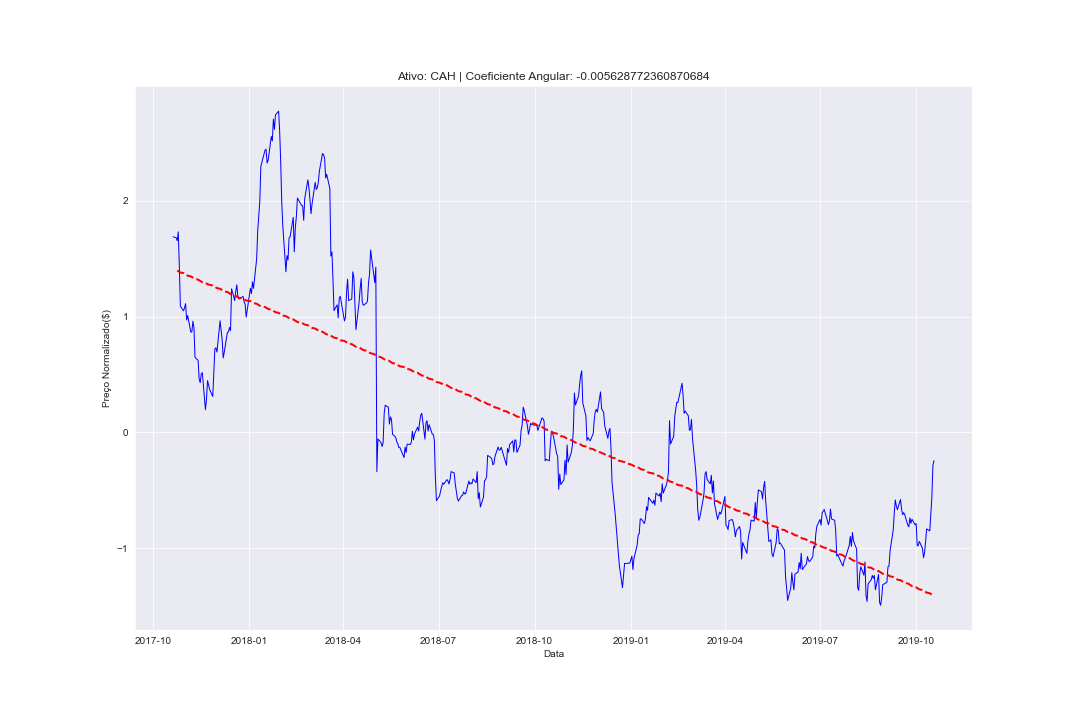 Ativo: CAH | Coeficiente Angular: -0.005628772360870684
Preço Normalizado($)
2
1
0
−1
2017-10 2018-01 2018-04 2018-07 2018-10 2019-01 2019-04 2019-07 2019-10
Data